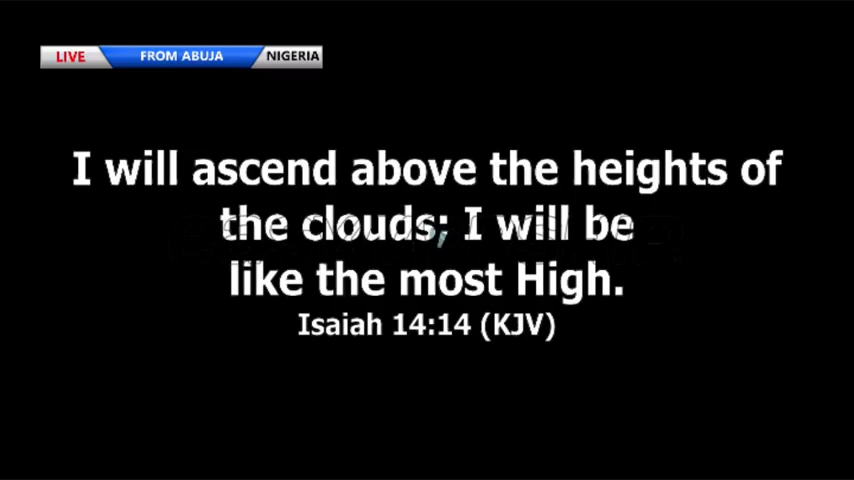 LIVE FROM ABUJA NIGERIA
I will ascend above the heights of
the clouds; I will be
like the most High.
Isaiah 14:14 (KJV)